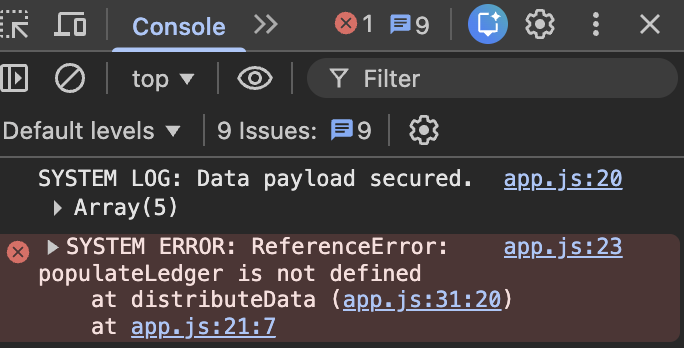 Console 1 9
top Filter
Default levels 9 Issues: 9
SYSTEM LOG: Data payload secured. app.js:20
Array(5)
SYSTEM ERROR: ReferenceError: app.js:23
populateLedger is not defined
at distributeData (app.js:31:20)
at app.js:21:7